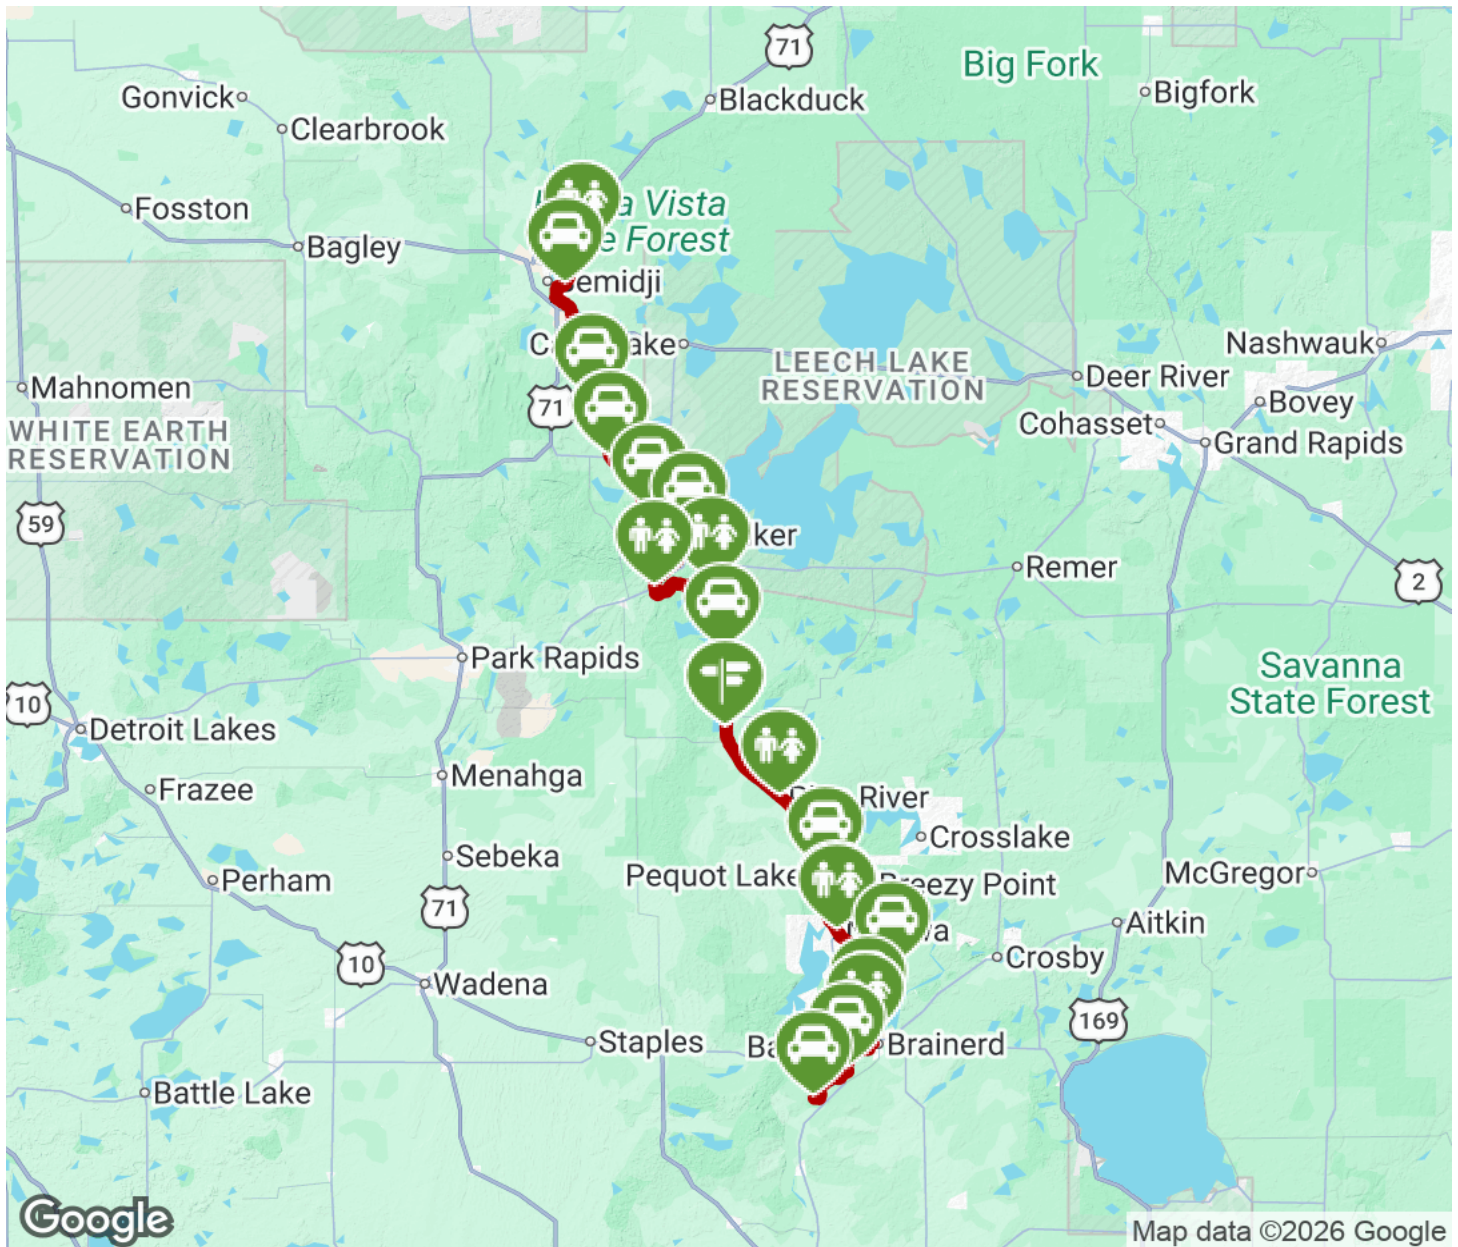 71
Big Fork
Gonvick
Blackduck
Bigfork
Clearbrook
Fosston
a Vista
e Forest
Bagley
emidji
Nashwauk
C ake
LEECH LAKE
RESERVATION
Deer River
Mahnomen
71
Bovey
Cohasset
WHITE EARTH
RESERVATION
Grand Rapids
59
ker
Remer
2
Park Rapids
Savanna
State Forest
10
Detroit Lakes
Menahga
Frazee
River
Crosslake
Sebeka
Pequot Lake
Breezy Point
McGregor
Perham
71
Aitkin
wa
Crosby
10
Wadena
169
Staples
Ba
Brainerd
Battle Lake
Google
Map data ©2026 Google